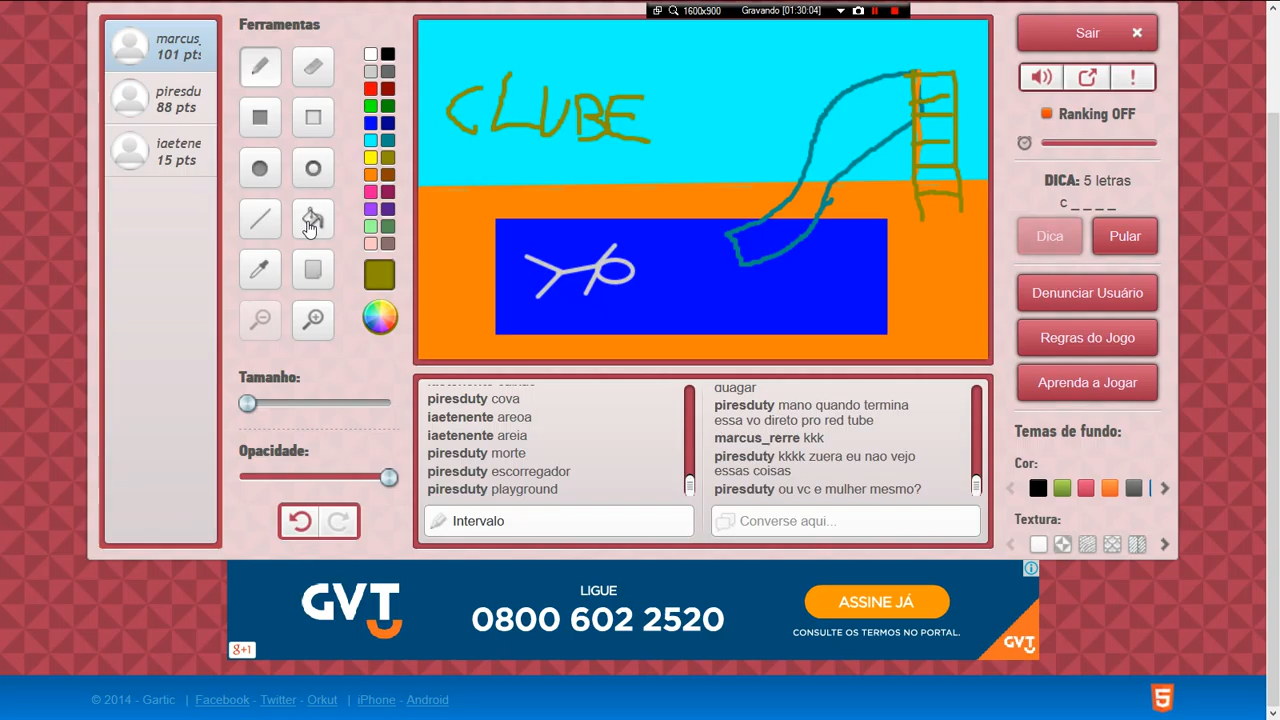 1600x900 Gravando [01:30:04]
marcus_
101 pts
piresdu
88 pts
iaetene
15 pts
Ferramentas
Tamanho:
Opacidade:
CLUBE
piresduty cova
iaetenente areoa
iaetenente areia
piresduty morte
piresduty escorregador
piresduty playground
Intervalo
duagar
piresduty mano quando termina
essa vo direto pro red tube
marcus_rerre kkk
piresduty kkkk zuera eu nao vejo
essas coisas
piresduty ou vc e mulher mesmo?
Converse aqui...
Sair
Ranking OFF
DICA: 5 letras
C _ _ _ _
Dica Pular
Denunciar Usuário
Regras do Jogo
Aprenda a Jogar
Temas de fundo:
Cor:
Textura:
GVT
LIGUE
0800 602 2520
ASSINE JÁ
CONSULTE OS TERMOS NO PORTAL.
GVT
g+1
© 2014 - Gartic | Facebook - Twitter - Orkut | iPhone - Android
5